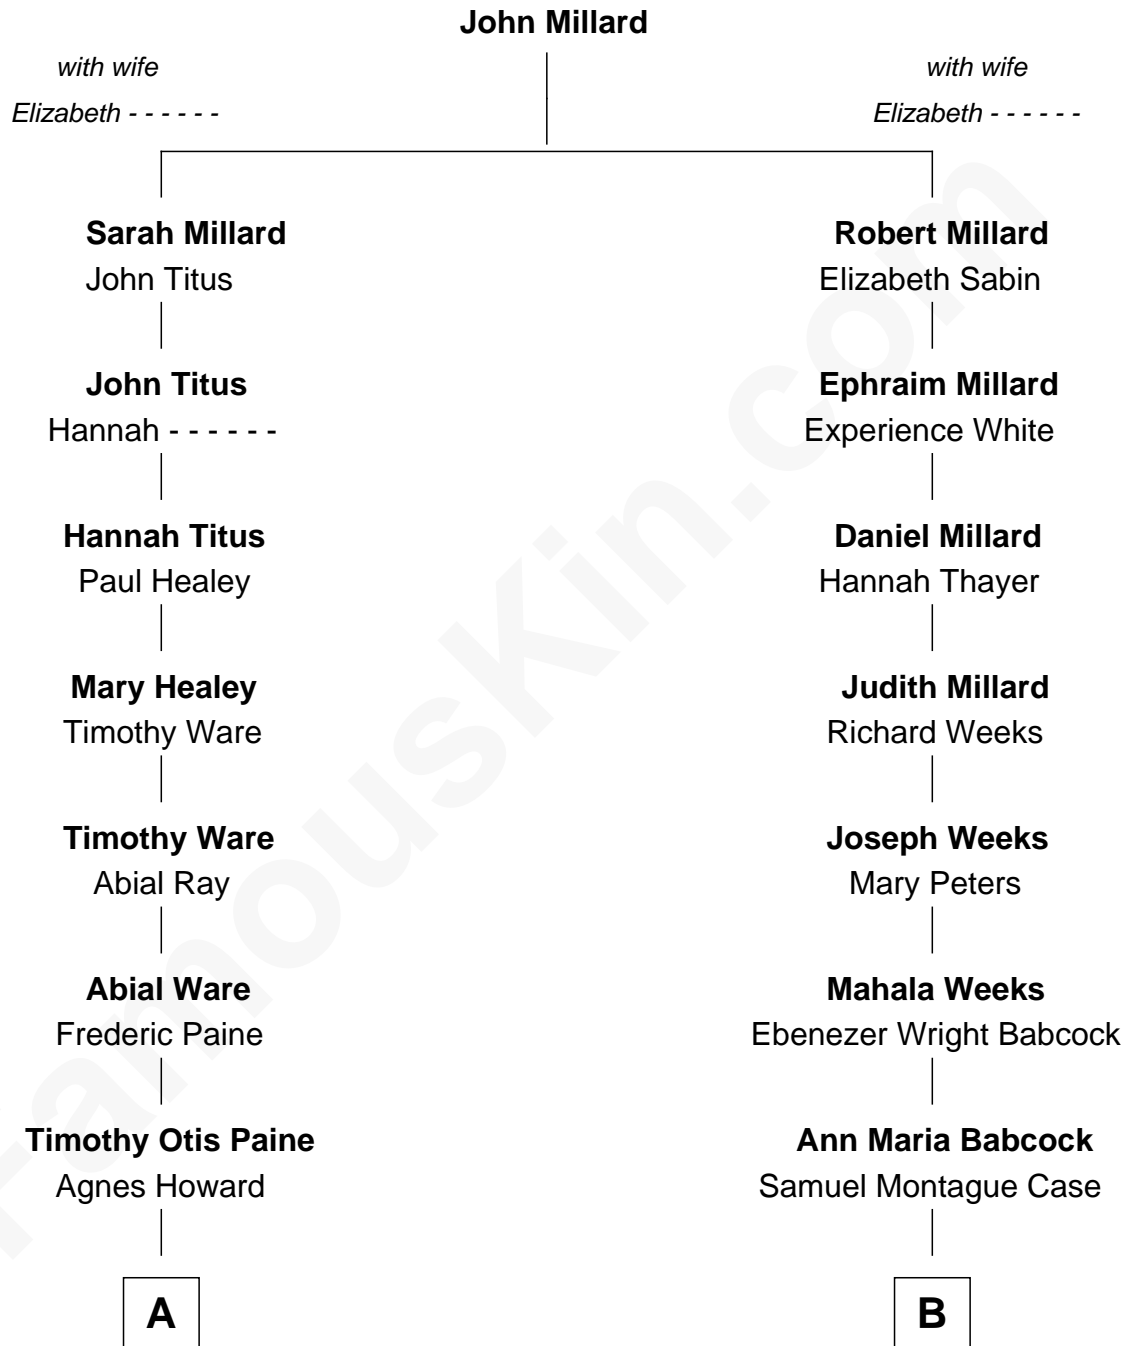 John Millard
with wife
Elizabeth - - - - - -
with wife
Elizabeth - - - - - -
Sarah Millard
John Titus
Robert Millard
Elizabeth Sabin
John Titus
Hannah - - - - - -
Ephraim Millard
Experience White
Hannah Titus
Paul Healey
Daniel Millard
Hannah Thayer
Mary Healey
Timothy Ware
Judith Millard
Richard Weeks
Timothy Ware
Abial Ray
Joseph Weeks
Mary Peters
Abial Ware
Frederic Paine
Mahala Weeks
Ebenezer Wright Babcock
Timothy Otis Paine
Agnes Howard
Ann Maria Babcock
Samuel Montague Case
A
B
FamousKin.com